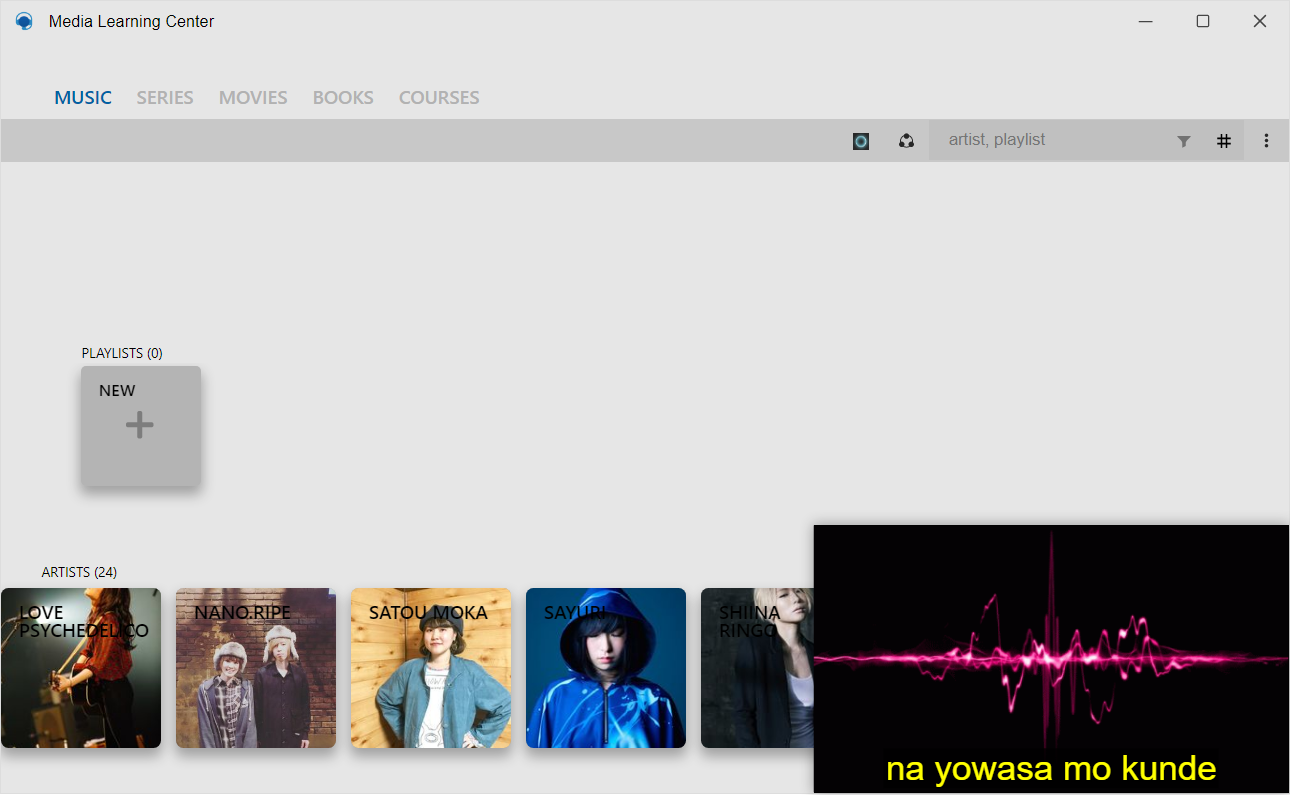 Media Learning Center
MUSIC SERIES MOVIES BOOKS COURSES
artist, playlist
PLAYLISTS (0)
NEW
ARTISTS (24)
LOVE
PSYCHEDELICO
NANO.RIPE
SATOU MOKA
SAYURI
SHIINA
RINGO
na yowasa mo kunde